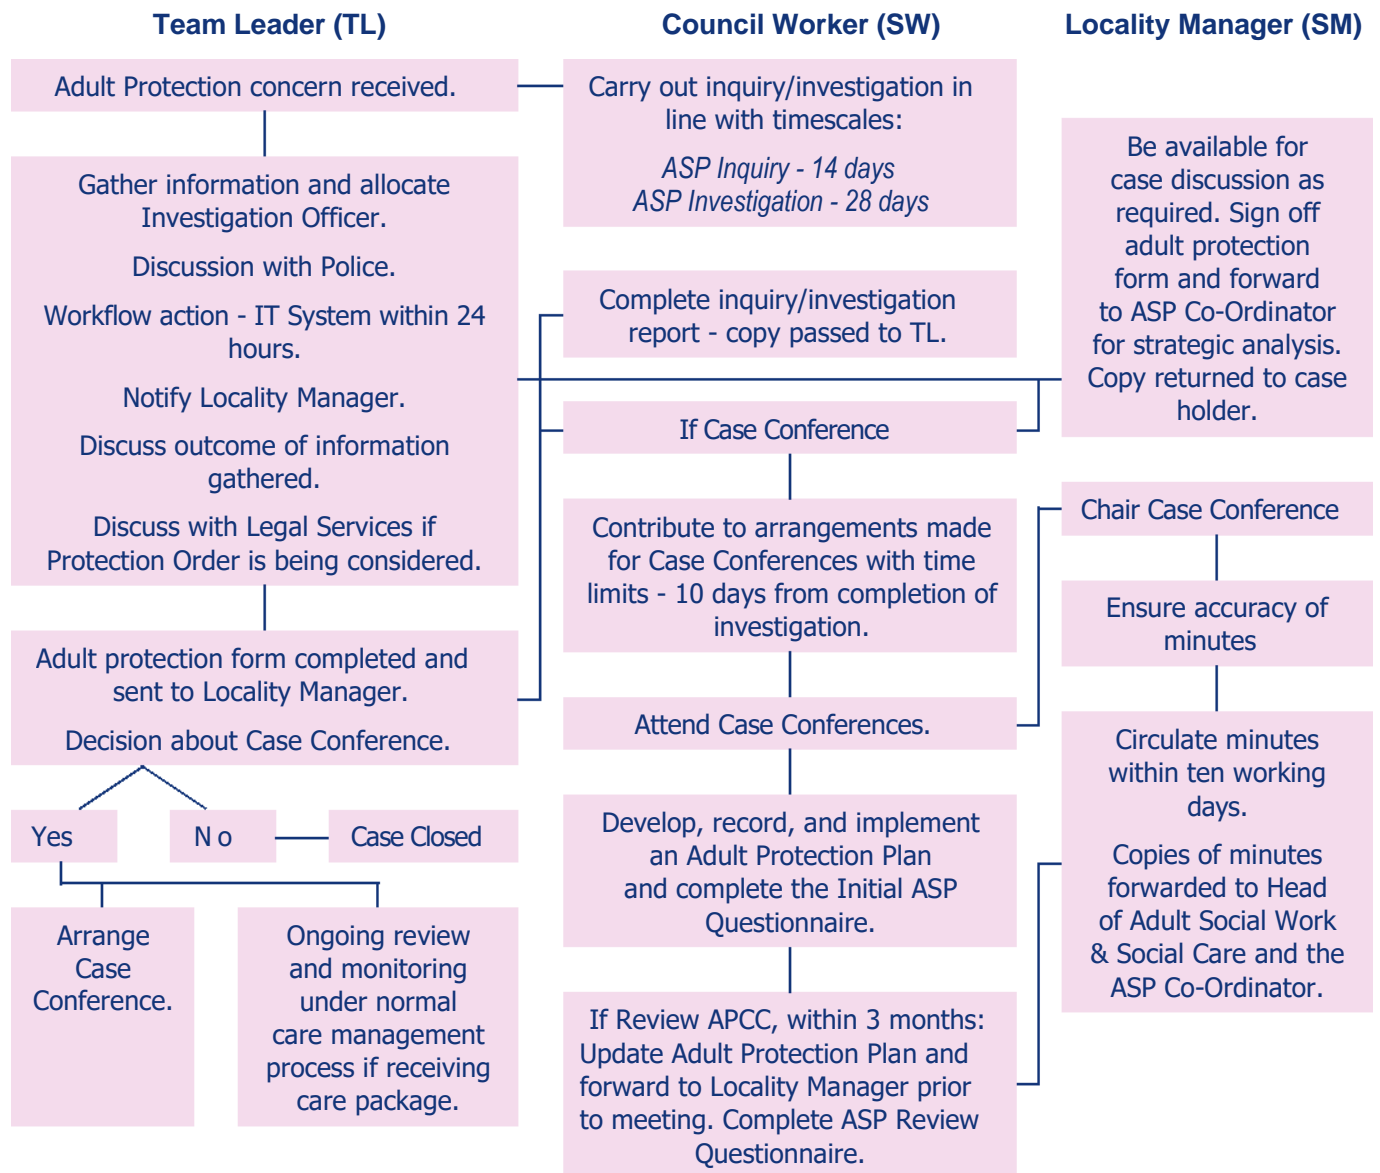 Team Leader (TL)
Adult Protection concern received.
Gather information and allocate
Investigation Officer.
Discussion with Police.
Workflow action - IT System within 24
hours.
Notify Locality Manager.
Discuss outcome of information
gathered.
Discuss with Legal Services if
Protection Order is being considered.
Adult protection form completed and
sent to Locality Manager.
Decision about Case Conference.
Yes
N o
Case Closed
Arrange
Case
Conference.
Ongoing review
and monitoring
under normal
care management
process if receiving
care package.
Council Worker (SW)
Carry out inquiry/investigation in
line with timescales:
ASP Inquiry - 14 days
ASP Investigation - 28 days
Complete inquiry/investigation
report - copy passed to TL.
If Case Conference
Contribute to arrangements made
for Case Conferences with time
limits - 10 days from completion of
investigation.
Attend Case Conferences.
Develop, record, and implement
an Adult Protection Plan
and complete the Initial ASP
Questionnaire.
If Review APCC, within 3 months:
Update Adult Protection Plan and
forward to Locality Manager prior
to meeting. Complete ASP Review
Questionnaire.
Locality Manager (SM)
Be available for
case discussion as
required. Sign off
adult protection
form and forward
to ASP Co-Ordinator
for strategic analysis.
Copy returned to case
holder.
Chair Case Conference
Ensure accuracy of
minutes
Circulate minutes
within ten working
days.
Copies of minutes
forwarded to Head
of Adult Social Work
& Social Care and the
ASP Co-Ordinator.